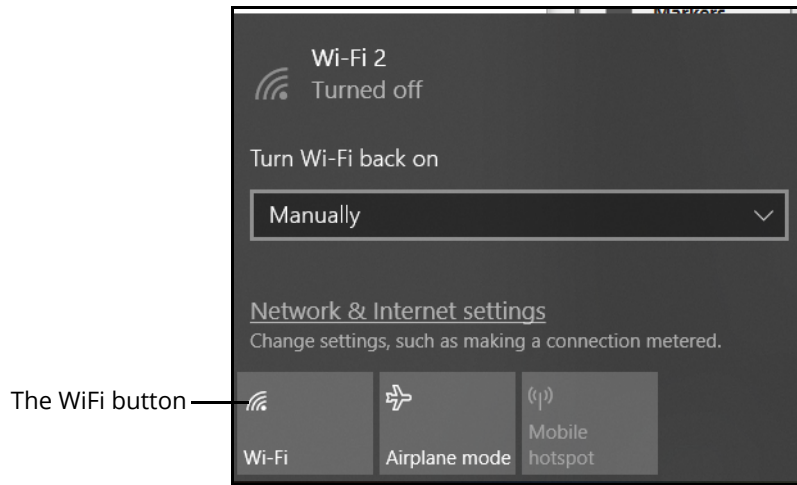 Markers
Wi-Fi 2
Turned off
Turn Wi-Fi back on
Manually
Network & Internet settings
Change settings, such as making a connection metered.
The WiFi button
Wi-Fi
Airplane mode
Mobile
hotspot